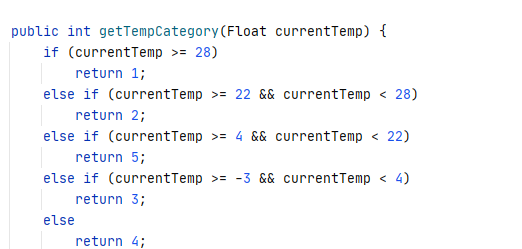 public int getTempCategory(Float currentTemp) {
    if (currentTemp >= 28)
        return 1;
    else if (currentTemp >= 22 && currentTemp < 28)
        return 2;
    else if (currentTemp >= 4 && currentTemp < 22)
        return 5;
    else if (currentTemp >= -3 && currentTemp < 4)
        return 3;
    else
        return 4;